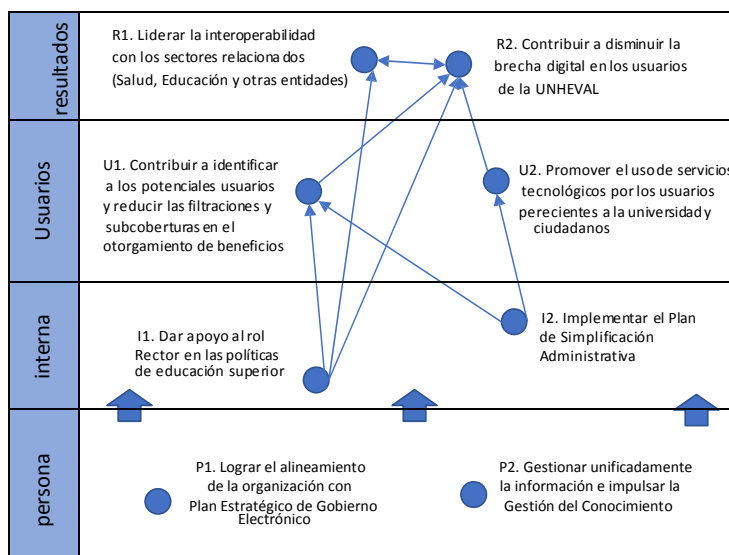 resultados
R1. Liderar la interoperabilidad
con los sectores relacionados
(Salud, Educación y otras entidades)
R2. Contribuir a disminuir la
brecha digital en los usuarios
de la UNHEVAL
Usuarios
U1. Contribuir a identificar
a los potenciales usuarios
y reducir las filtraciones y
subcoberturas en el
otorgamiento de beneficios
U2. Promover el uso de servicios
tecnológicos por los usuarios
perecientes a la universidad y
ciudadanos
interna
I1. Dar apoyo al rol
Rector en las políticas
de educación superior
I2. Implementar el Plan
de Simplificación
Administrativa
persona
P1. Lograr el alineamiento
de la organización con
Plan Estratégico de Gobierno
Electrónico
P2. Gestionar unificadamente
la información e impulsar la
Gestión del Conocimiento